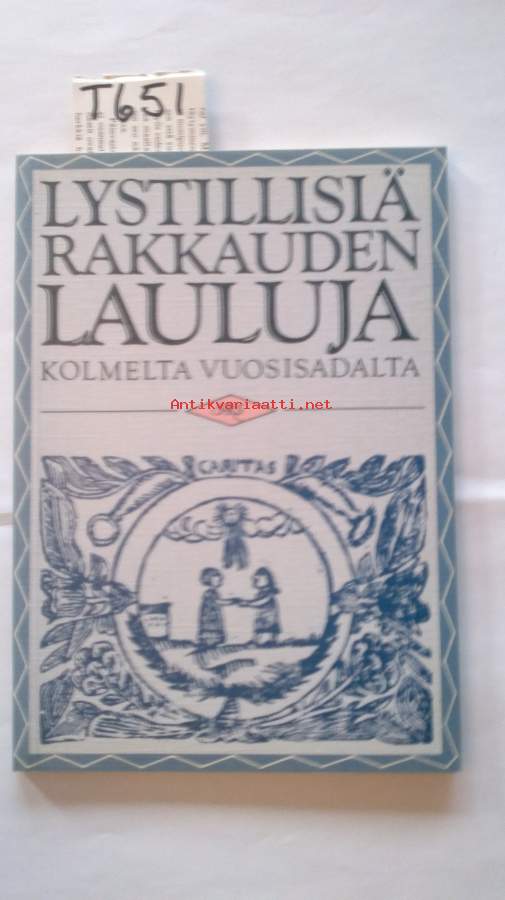 T651
LYSTILLISIÄ
RAKKAUDEN
LAULUJA
KOLMELTA VUOSISADALTA
Antikvariaatti.net
CARITAS